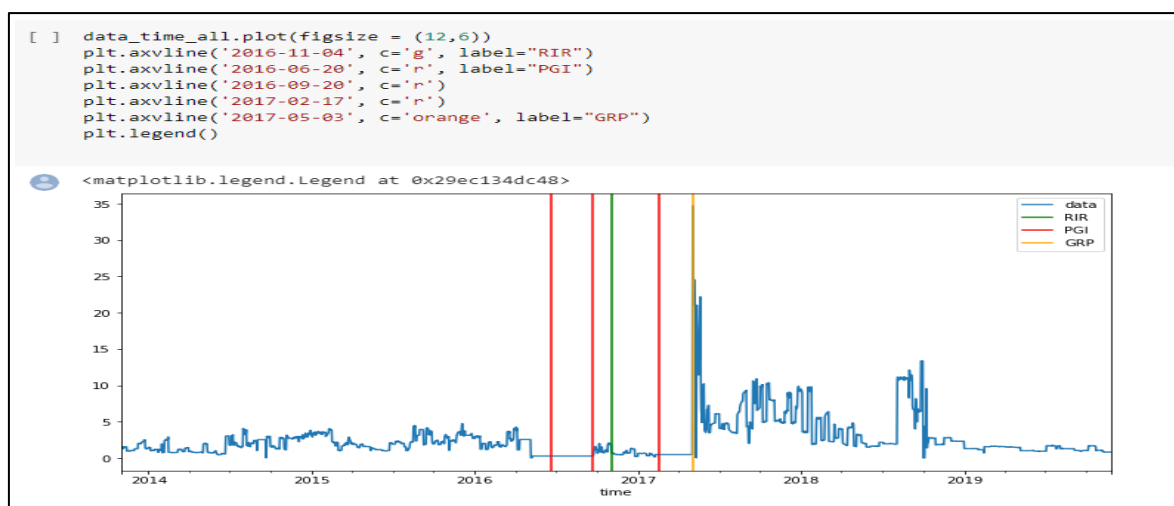 [ ] data_time_all.plot(figsize = (12,6))
plt.axvline('2016-11-04', c='g', label="RIR")
plt.axvline('2016-06-20', c='r', label="PGI")
plt.axvline('2016-09-20', c='r')
plt.axvline('2017-02-17', c='r')
plt.axvline('2017-05-03', c='orange', label="GRP")
plt.legend()
<matplotlib.legend.Legend at 0x29ec134dc48>
35
30
25
20
15
10
5
0
data
RIR
PGI
GRP
2014 2015 2016 2017 2018 2019
time